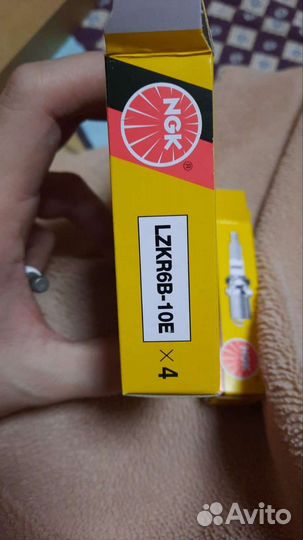 NGK
®
LZKR6B-10E × 4
NGK
Avito